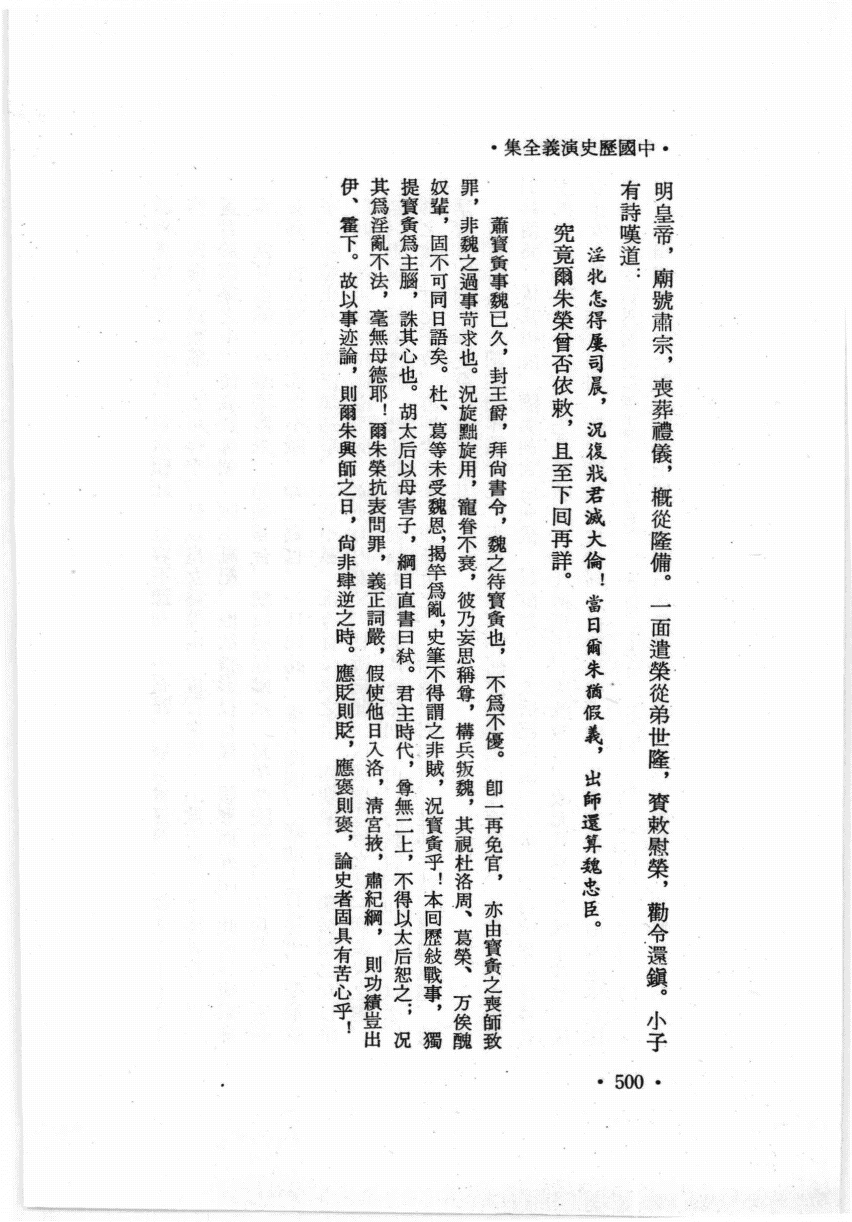 ·中國歷史演義全集·
明皇帝，廟號肅宗，喪葬禮儀，概從隆備。一面遣榮從弟世隆，賫敕慰榮，勸令還鎭。小子
有詩嘆道：
淫牝怎得屢司晨，況復戕君滅大倫！當日爾朱猶假義，出師還算魏忠臣。
究竟爾朱榮曾否依敕，且至下回再詳。
蕭寶夤事魏已久，封王爵，拜尙書令，魏之待寶夤也，不爲不優。卽一再免官，亦由寶夤之喪師致
罪，非魏之過事苛求也。況旋黜旋用，寵眷不衰，彼乃妄思稱尊，構兵叛魏，其視杜洛周、葛榮、万俟醜
奴輩，固不可同日語矣。杜、葛等未受魏恩，揭竿爲亂，史筆不得謂之非賊，況寶夤乎！本回歷敍戰事，獨
提寶夤爲主腦，誅其心也。胡太后以母害子，綱目直書曰弒。君主時代，尊無二上，不得以太后恕之；況
其爲淫亂不法，毫無母德耶！爾朱榮抗表問罪，義正詞嚴，假使他日入洛，淸宮掖，肅紀綱，則功績豈出
伊、霍下。故以事迹論，則爾朱興師之日，尙非肆逆之時。應貶則貶，應褒則褒，論史者固具有苦心乎！
·500·